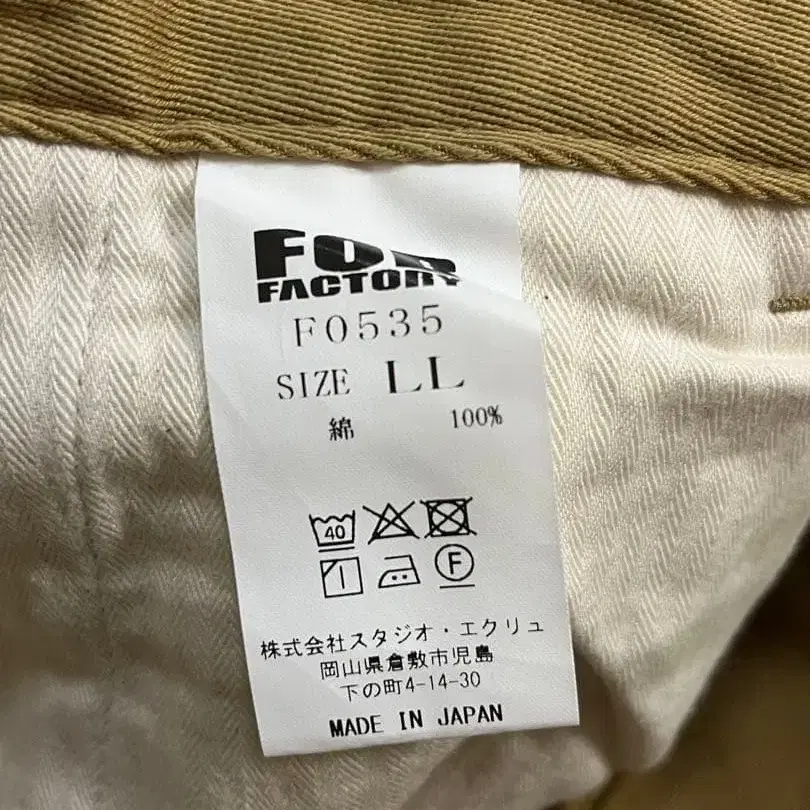 FOR
FACTORY
F0535
SIZE LL
綿 100%
40
F
株式会社スタジオ・エクリュ
岡山県倉敷市児島
下の町4-14-30
MADE IN JAPAN